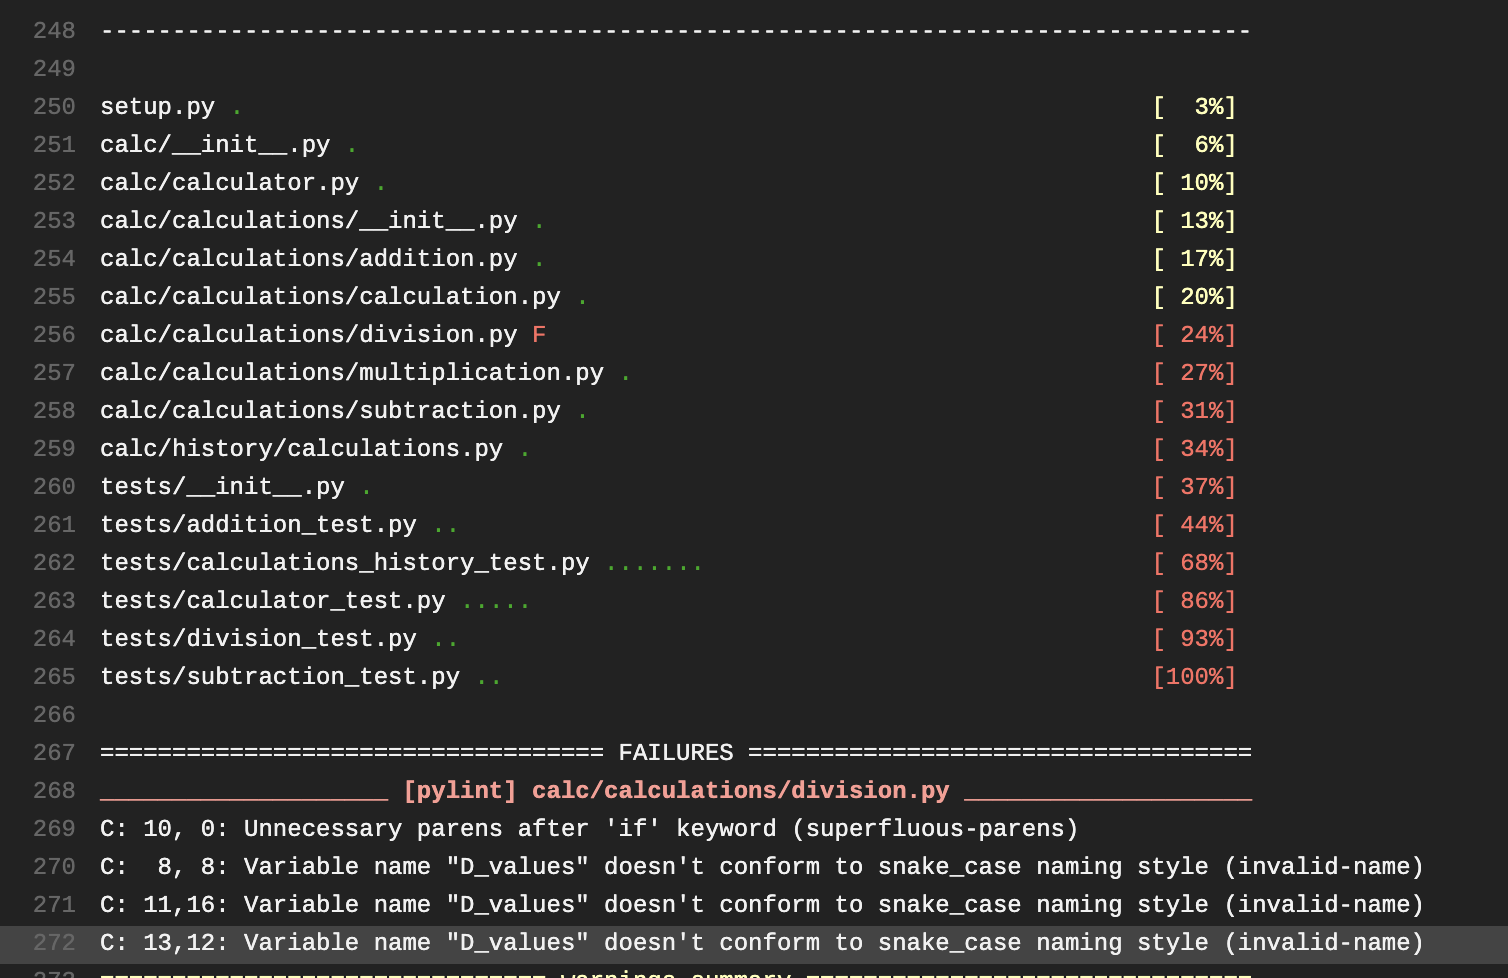 248 --------------------------------------------------------------------------------
249
250 setup.py . [  3%]
251 calc/__init__.py . [  6%]
252 calc/calculator.py . [ 10%]
253 calc/calculations/__init__.py . [ 13%]
254 calc/calculations/addition.py . [ 17%]
255 calc/calculations/calculation.py . [ 20%]
256 calc/calculations/division.py F [ 24%]
257 calc/calculations/multiplication.py . [ 27%]
258 calc/calculations/subtraction.py . [ 31%]
259 calc/history/calculations.py . [ 34%]
260 tests/__init__.py . [ 37%]
261 tests/addition_test.py .. [ 44%]
262 tests/calculations_history_test.py ....... [ 68%]
263 tests/calculator_test.py ..... [ 86%]
264 tests/division_test.py .. [ 93%]
265 tests/subtraction_test.py .. [100%]
266
267 =================================== FAILURES ===================================
268 ____________________ [pylint] calc/calculations/division.py ____________________
269 C: 10, 0: Unnecessary parens after 'if' keyword (superfluous-parens)
270 C:  8, 8: Variable name "D_values" doesn't conform to snake_case naming style (invalid-name)
271 C: 11,16: Variable name "D_values" doesn't conform to snake_case naming style (invalid-name)
272 C: 13,12: Variable name "D_values" doesn't conform to snake_case naming style (invalid-name)
273 =============================== warnings summary ===============================